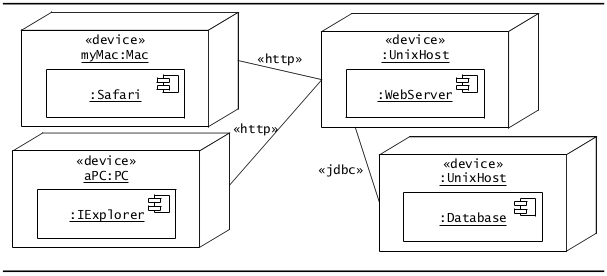 «device»
myMac:Mac
:Safari
«http»
«device»
:UnixHost
:WebServer
«http»
«device»
aPC:PC
:IExplorer
«jdbc»
«device»
:UnixHost
:Database